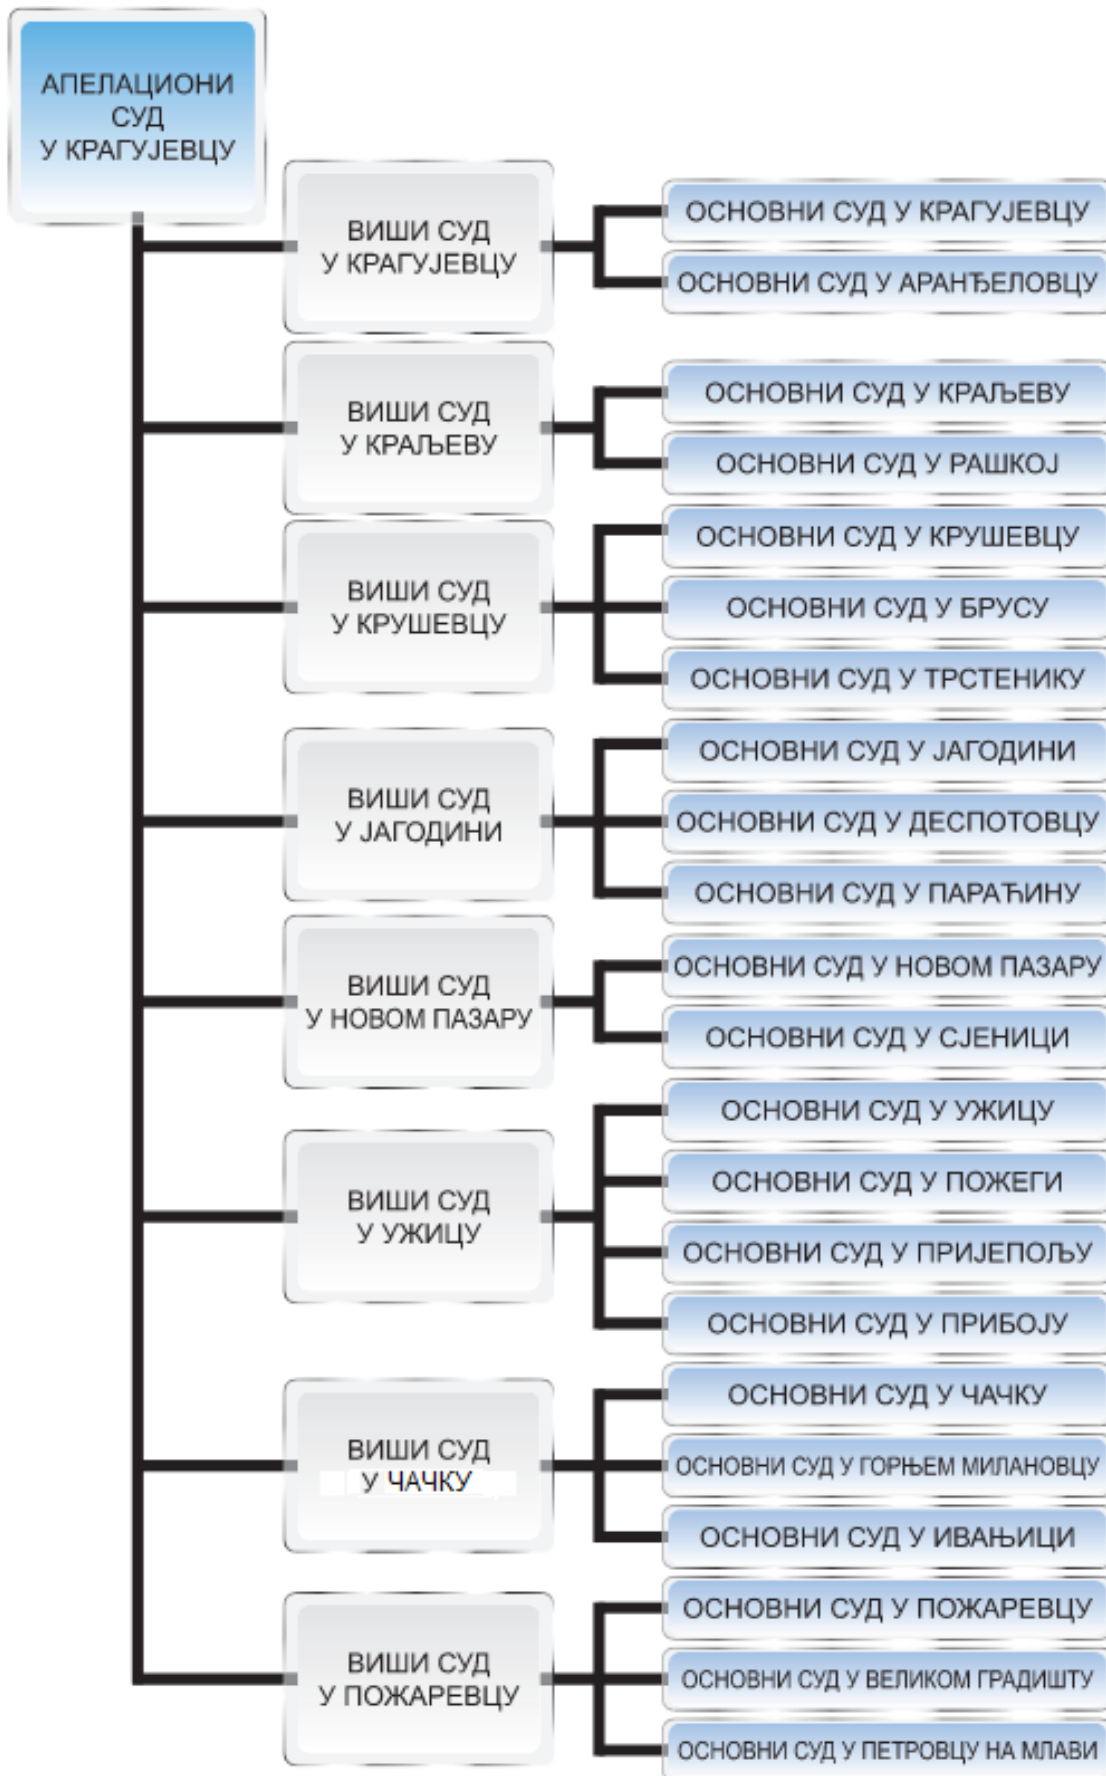 АПЕЛАЦИОНИ
СУД
У КРАГУЈЕВЦУ
ВИШИ СУД
У КРАГУЈЕВЦУ
ОСНОВНИ СУД У КРАГУЈЕВЦУ
ОСНОВНИ СУД У АРАНЂЕЛОВЦУ
ВИШИ СУД
У КРАЉЕВУ
ОСНОВНИ СУД У КРАЉЕВУ
ОСНОВНИ СУД У РАШКОЈ
ВИШИ СУД
У КРУШЕВЦУ
ОСНОВНИ СУД У КРУШЕВЦУ
ОСНОВНИ СУД У БРУСУ
ОСНОВНИ СУД У ТРСТЕНИКУ
ВИШИ СУД
У ЈАГОДИНИ
ОСНОВНИ СУД У ЈАГОДИНИ
ОСНОВНИ СУД У ДЕСПОТОВЦУ
ОСНОВНИ СУД У ПАРАЋИНУ
ВИШИ СУД
У НОВОМ ПАЗАРУ
ОСНОВНИ СУД У НОВОМ ПАЗАРУ
ОСНОВНИ СУД У СЈЕНИЦИ
ВИШИ СУД
У УЖИЦУ
ОСНОВНИ СУД У УЖИЦУ
ОСНОВНИ СУД У ПОЖЕГИ
ОСНОВНИ СУД У ПРИЈЕПОЉУ
ОСНОВНИ СУД У ПРИБОЈУ
ВИШИ СУД
У ЧАЧКУ
ОСНОВНИ СУД У ЧАЧКУ
ОСНОВНИ СУД У ГОРЊЕМ МИЛАНОВЦУ
ОСНОВНИ СУД У ИВАЊИЦИ
ВИШИ СУД
У ПОЖАРЕВЦУ
ОСНОВНИ СУД У ПОЖАРЕВЦУ
ОСНОВНИ СУД У ВЕЛИКОМ ГРАДИШТУ
ОСНОВНИ СУД У ПЕТРОВЦУ НА МЛАВИ